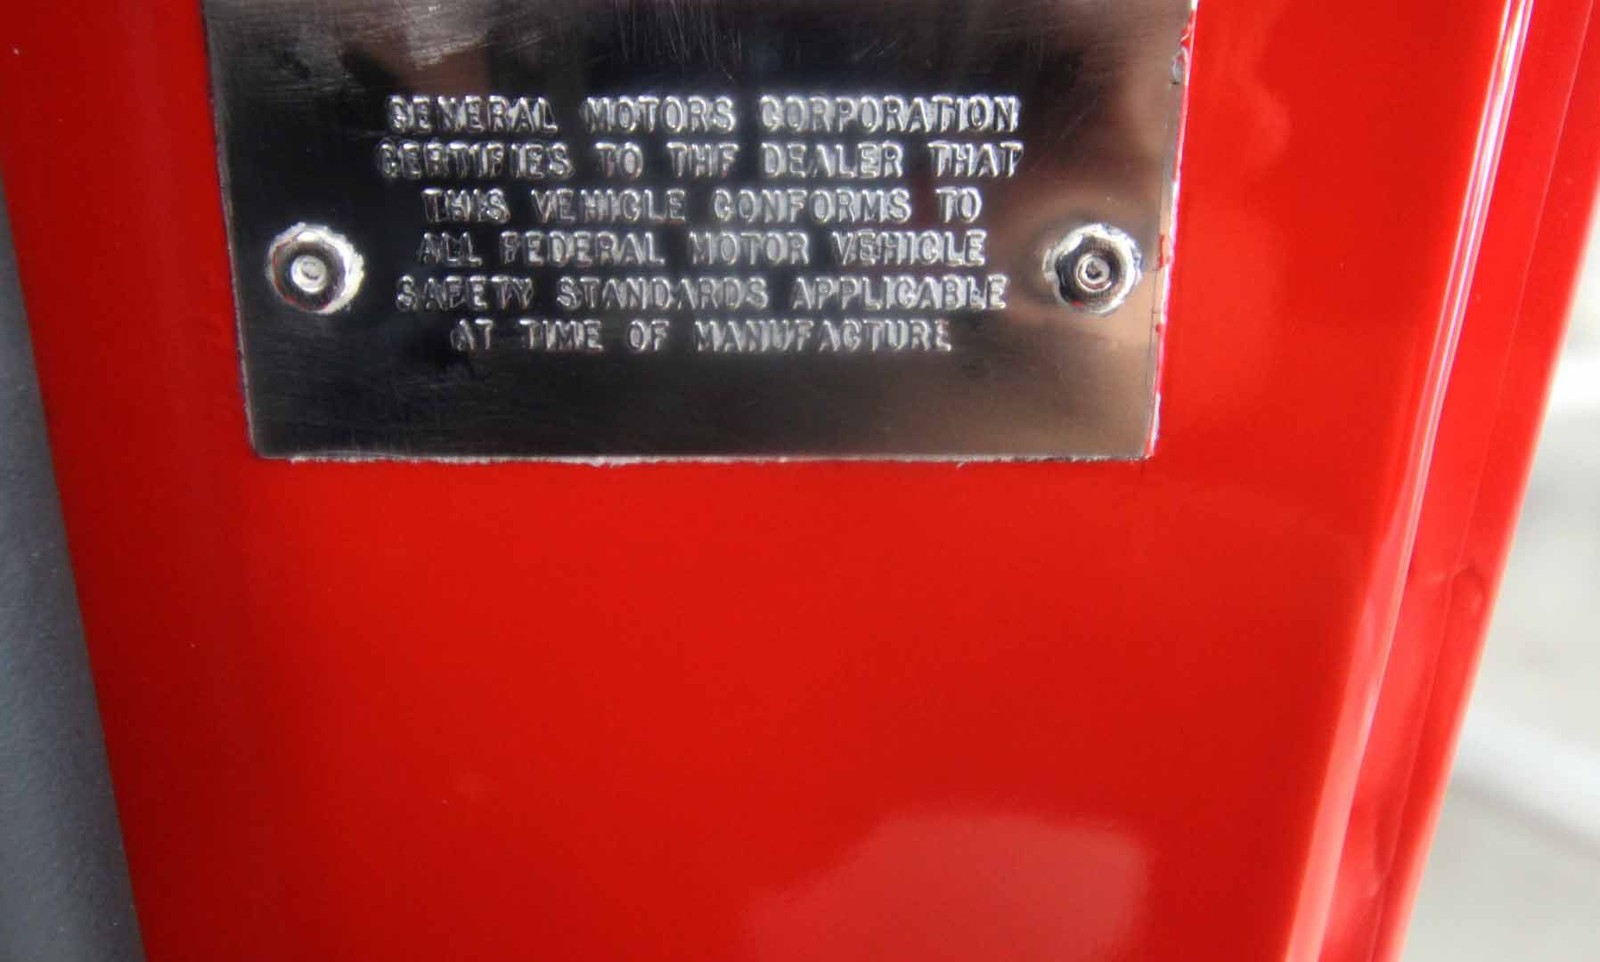 GENERAL MOTORS CORPORATION
CERTIFIES TO THE DEALER THAT
THIS VEHICLE CONFORMS TO
ALL FEDERAL MOTOR VEHICLE
SAFETY STANDARDS APPLICABLE
AT TIME OF MANUFACTURE